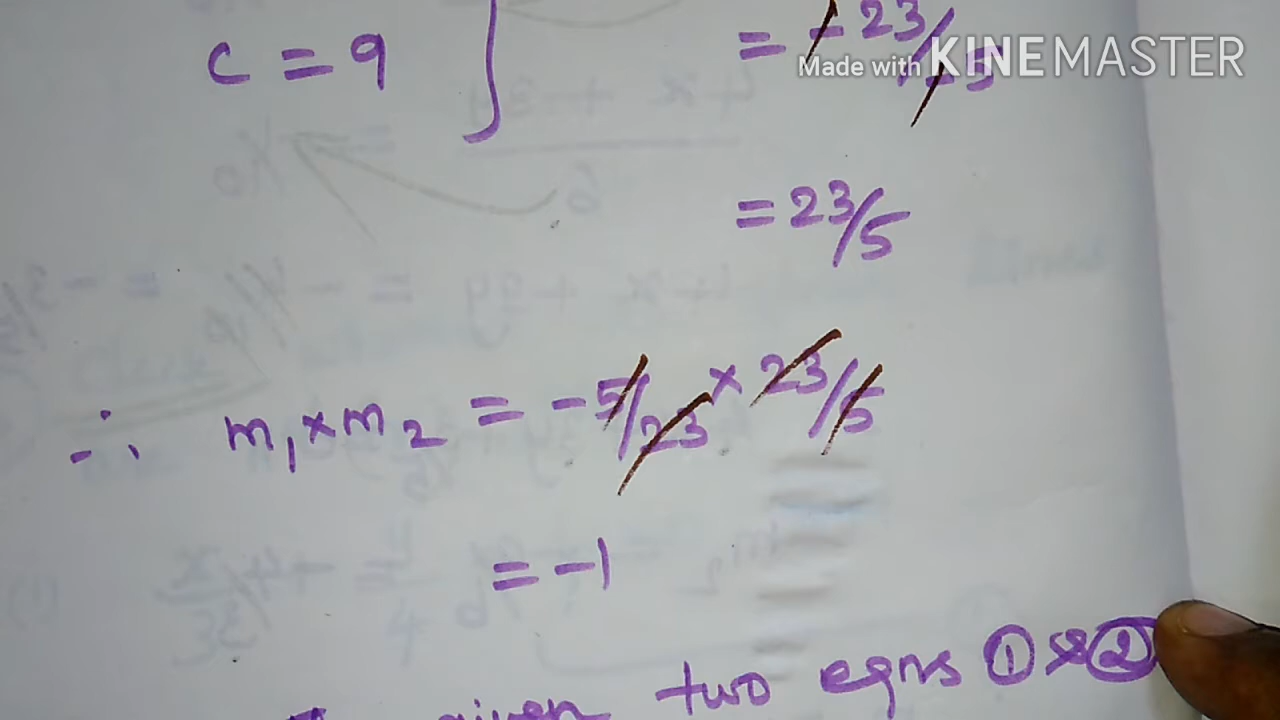 c = 9
= -23/-5
Made with KINEMASTER
= 23/5
∴ m₁ × m₂ = -5/23 × 23/5
= -1
given two eqns ① & ②